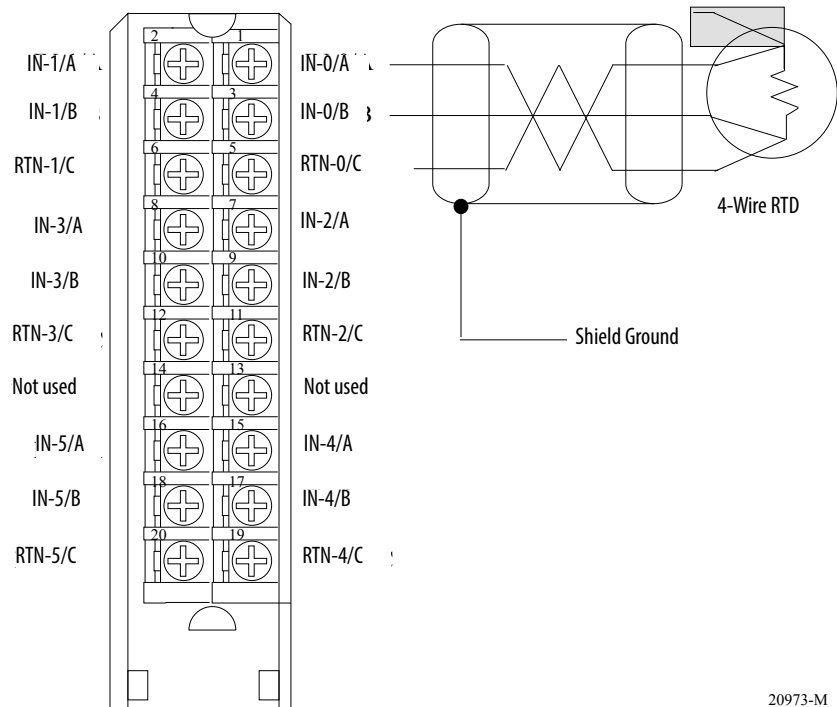 2 1
IN-1/A IN-0/A
4 3
IN-1/B IN-0/B
6 5
RTN-1/C RTN-0/C
4-Wire RTD
8 7
IN-3/A IN-2/A
10 9
IN-3/B IN-2/B
12 11
RTN-3/C RTN-2/C
Shield Ground
14 13
Not used Not used
16 15
IN-5/A IN-4/A
18 17
IN-5/B IN-4/B
20 19
RTN-5/C RTN-4/C
20973-M